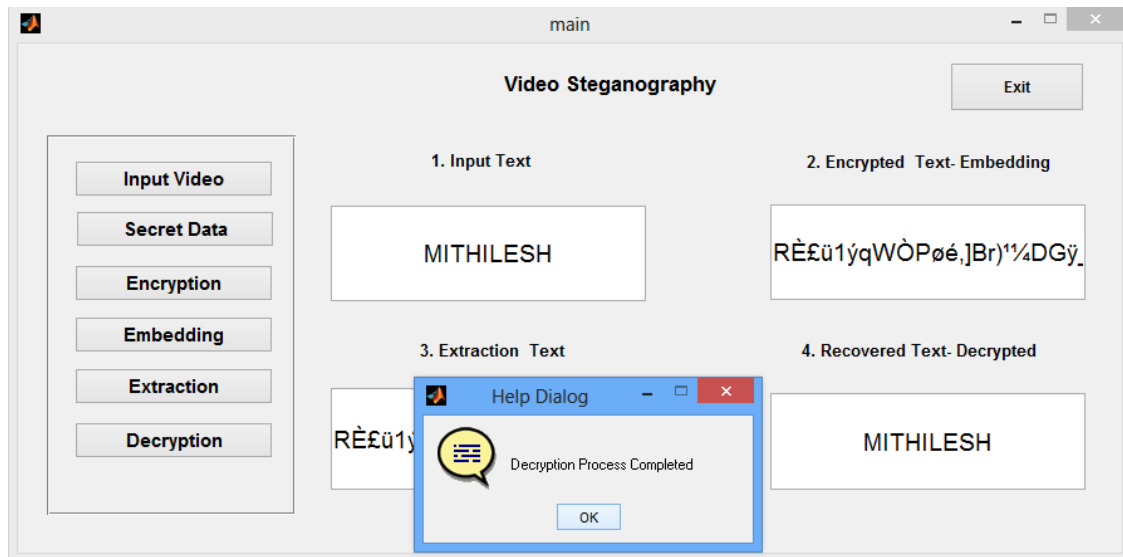 main
Video Steganography
Exit
Input Video
Secret Data
Encryption
Embedding
Extraction
Decryption
1. Input Text
MITHILESH
2. Encrypted Text- Embedding
RÈ£ü1ýqWÒPøé,]Br)¹¼DGÿ_
3. Extraction Text
RÈ£ü1ý
4. Recovered Text- Decrypted
MITHILESH
Help Dialog
Decryption Process Completed
OK